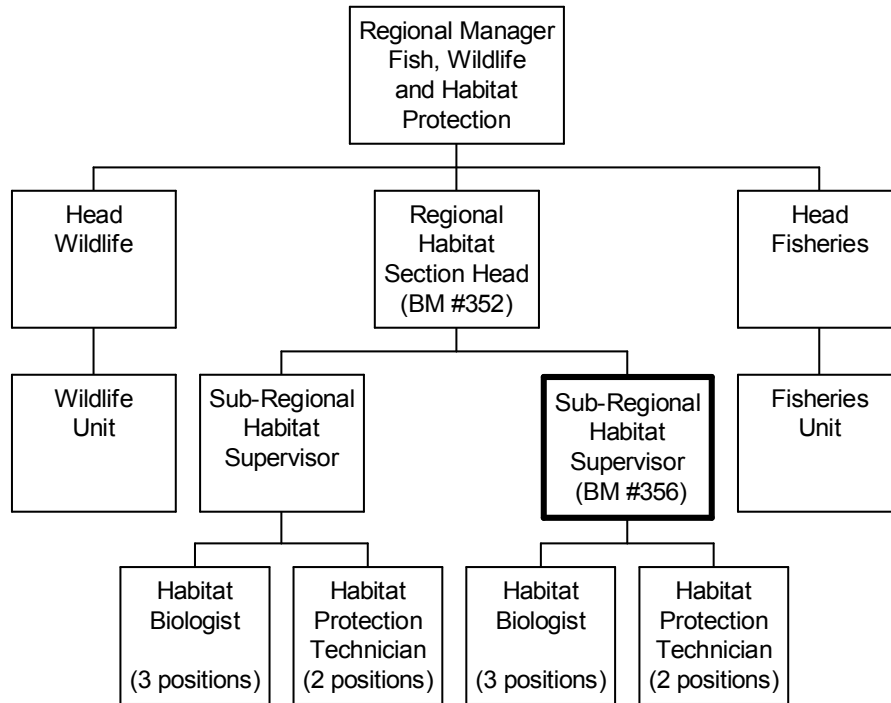 Regional Manager
Fish, Wildlife
and Habitat
Protection
Head
Wildlife
Regional
Habitat
Section Head
(BM #352)
Head
Fisheries
Wildlife
Unit
Sub-Regional
Habitat
Supervisor
Sub-Regional
Habitat
Supervisor
(BM #356)
Fisheries
Unit
Habitat
Biologist
(3 positions)
Habitat
Protection
Technician
(2 positions)
Habitat
Biologist
(3 positions)
Habitat
Protection
Technician
(2 positions)